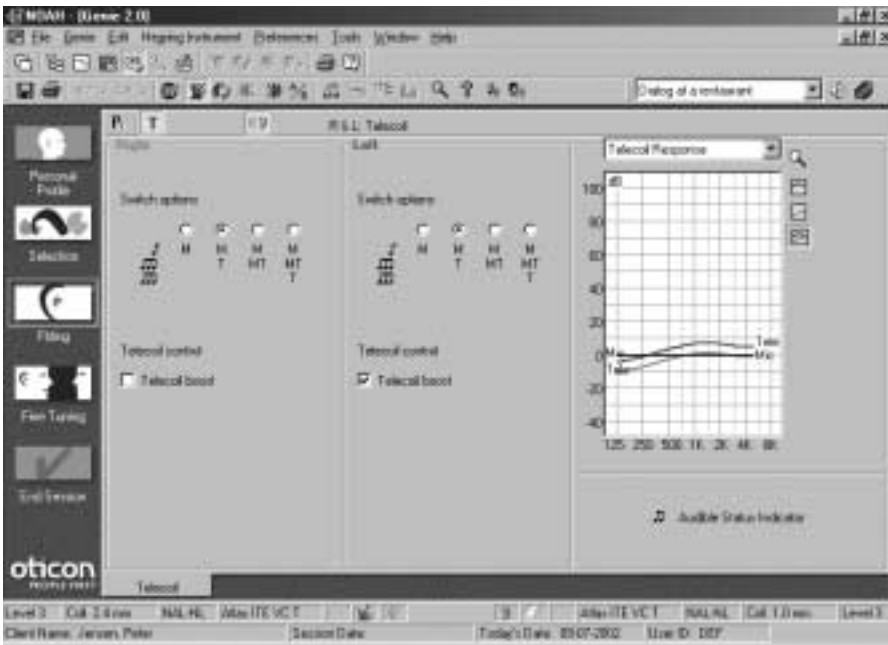 NOAH - [Genie 2.0]
File Genie Edit Hearing Instrument Preferences Tools Window Help
Dialog at a restaurant
R T
R & L: Telecoil
Right
Left
Telecoil Response
Personal
Profile
Selection
Fitting
Fine Tuning
End Session
Switch options
M M M M
T MT MT
T
Telecoil control
Telecoil boost
Switch options
M M M M
T MT MT
T
Telecoil control
Telecoil boost
dB
100
80
60
40
20
0
-20
-40
Tele
Mic
125 250 500 1K 2K 4K 8K
Audible Status Indicator
oticon
PEOPLE FIRST
Telecoil
Level 3 NAL-NL Atlas ITE VC T Atlas ITE VC T NAL-NL Level 3
Client Name: Jensen, Peter Session Date: Today's Date: 09-07-2002 User ID: DEF